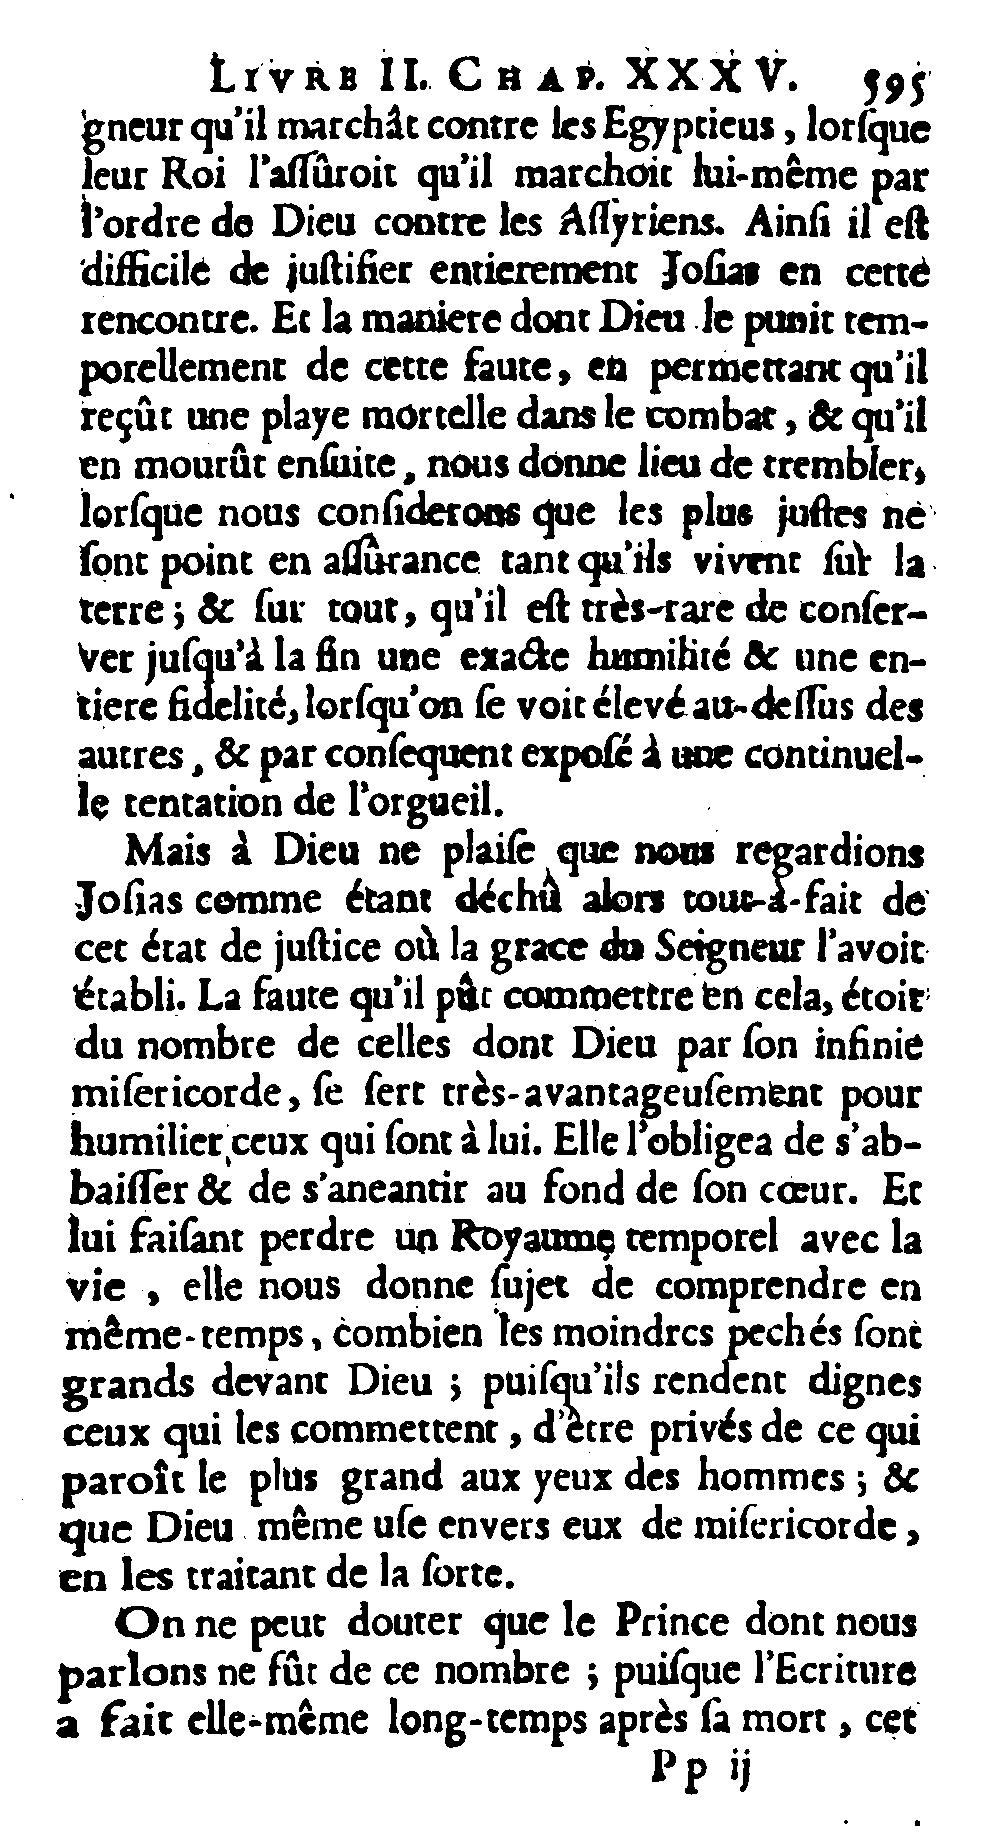 LIVRE II. CHAP. XXXV. 595
gneur qu'il marchât contre les Egyptieus, lorſque
leur Roi l'aſſûroit qu'il marchoit lui-même par
l'ordre de Dieu contre les Aſſyriens. Ainſi il eſt
difficile de juſtifier entierement Joſias en cette
rencontre. Et la maniere dont Dieu le punit tem-
porellement de cette faute, en permettant qu'il
reçût une playe mortelle dans le combat, & qu'il
en mourût enſuite, nous donne lieu de trembler,
lorſque nous conſiderons que les plus juſtes ne
ſont point en aſſûrance tant qu'ils vivent ſur la
terre; & ſur tout, qu'il eſt très-rare de conſer-
ver juſqu'à la fin une exacte humilité & une en-
tiere fidelité, lorſqu'on ſe voit élevé au-deſſus des
autres, & par conſequent expoſé à une continuel-
le tentation de l'orgueil.
Mais à Dieu ne plaiſe que nous regardions
Joſias comme étant déchû alors tout-à-fait de
cet état de juſtice où la grace du Seigneur l'avoit
établi. La faute qu'il pût commettre en cela, étoit
du nombre de celles dont Dieu par ſon infinie
miſericorde, ſe ſert très-avantageuſement pour
humilier ceux qui ſont à lui. Elle l'obligea de s'ab-
baiſſer & de s'aneantir au fond de ſon cœur. Et
lui faiſant perdre un Royaume temporel avec la
vie, elle nous donne ſujet de comprendre en
même-temps, combien les moindres pechés ſont
grands devant Dieu; puiſqu'ils rendent dignes
ceux qui les commettent, d'être privés de ce qui
paroît le plus grand aux yeux des hommes; &
que Dieu même uſe envers eux de miſericorde,
en les traitant de la ſorte.
On ne peut douter que le Prince dont nous
parlons ne fût de ce nombre; puiſque l'Ecriture
a fait elle-même long-temps après ſa mort, cet
Pp ij